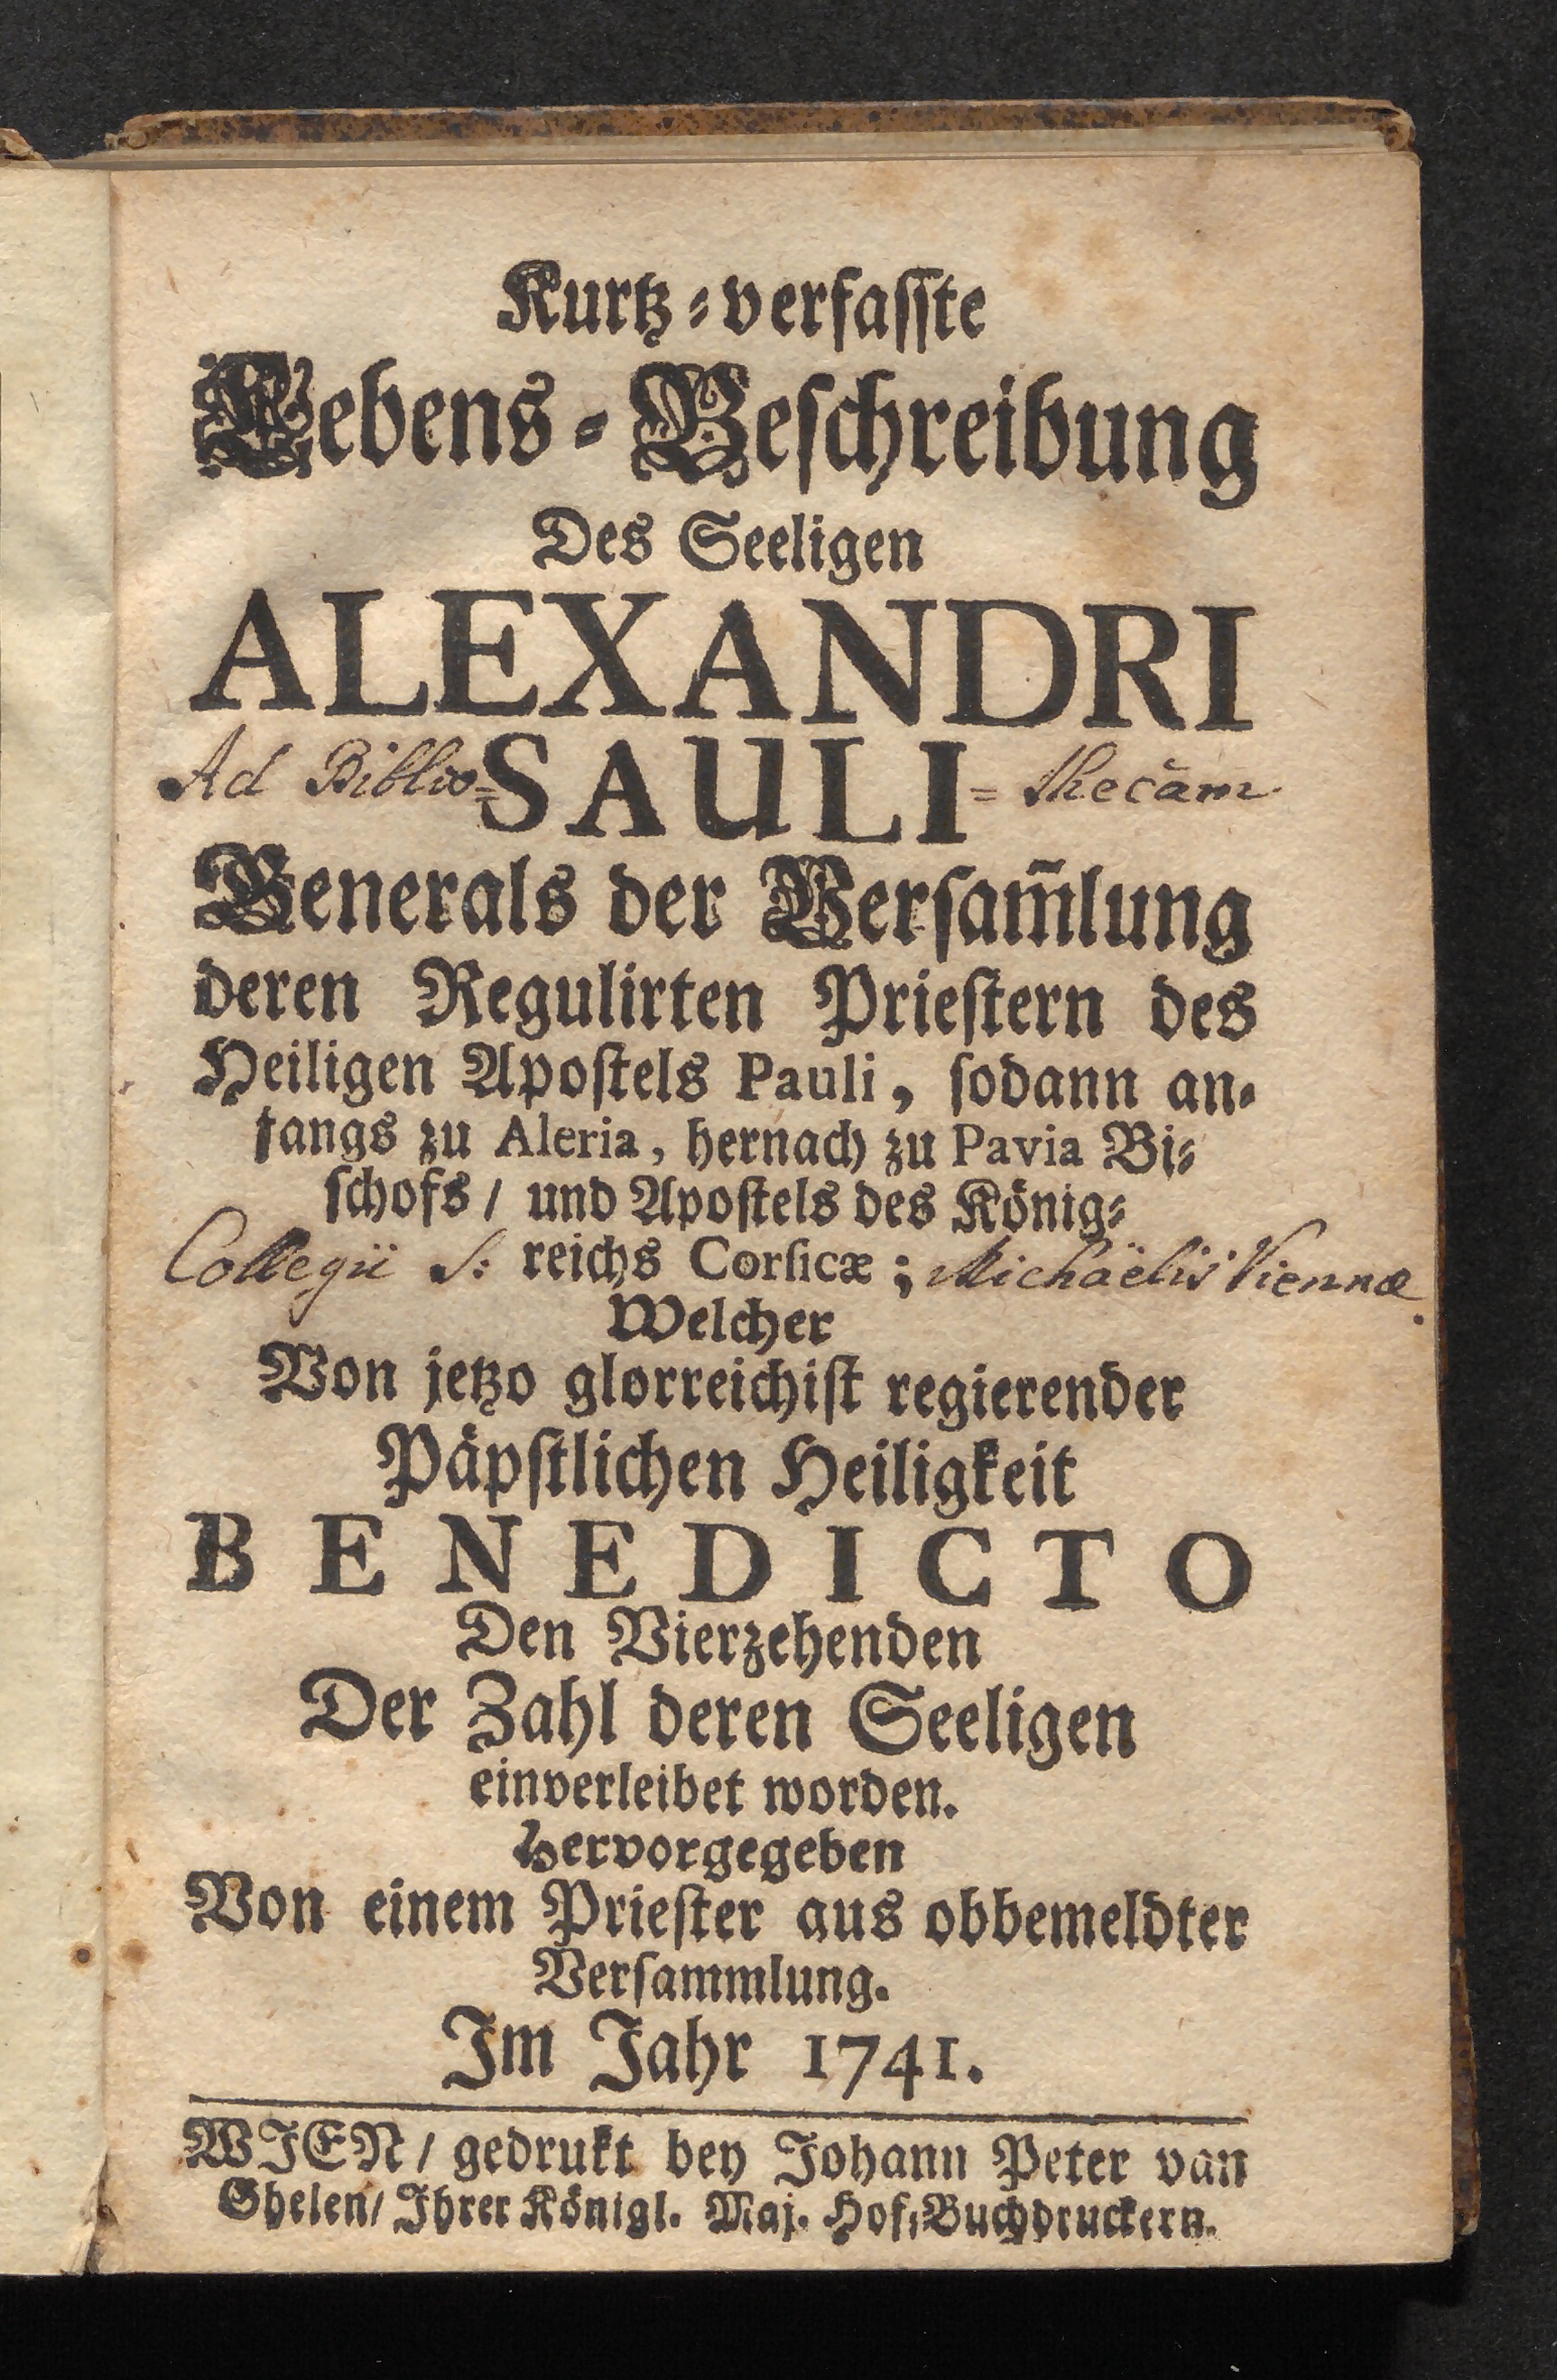 Kurtz-verfaſſte
Lebens-Beſchreibung
Des Seeligen
ALEXANDRI
Ad Biblio= SAULI =thecam
Generals der Verſam̃lung
deren Regulirten Prieſtern des
Heiligen Apoſtels Pauli, ſodann an-
fangs zu Aleria, hernach zu Pavia Bi-
ſchofs / und Apoſtels des König-
Collegii S: reichs Corſicæ; Michaëlis Viennæ.
Welcher
Von jetzo glorreichiſt regierender
Päpſtlichen Heiligkeit
BENEDICTO
Den Vierzehenden
Der Zahl deren Seeligen
einverleibet worden.
Hervorgegeben
Von einem Prieſter aus obbemeldter
Verſammlung.
Im Jahr 1741.
WIEN / gedrukt bey Johann Peter van
Ghelen / Ihrer Königl. Maj. Hof-Buchdruckern.